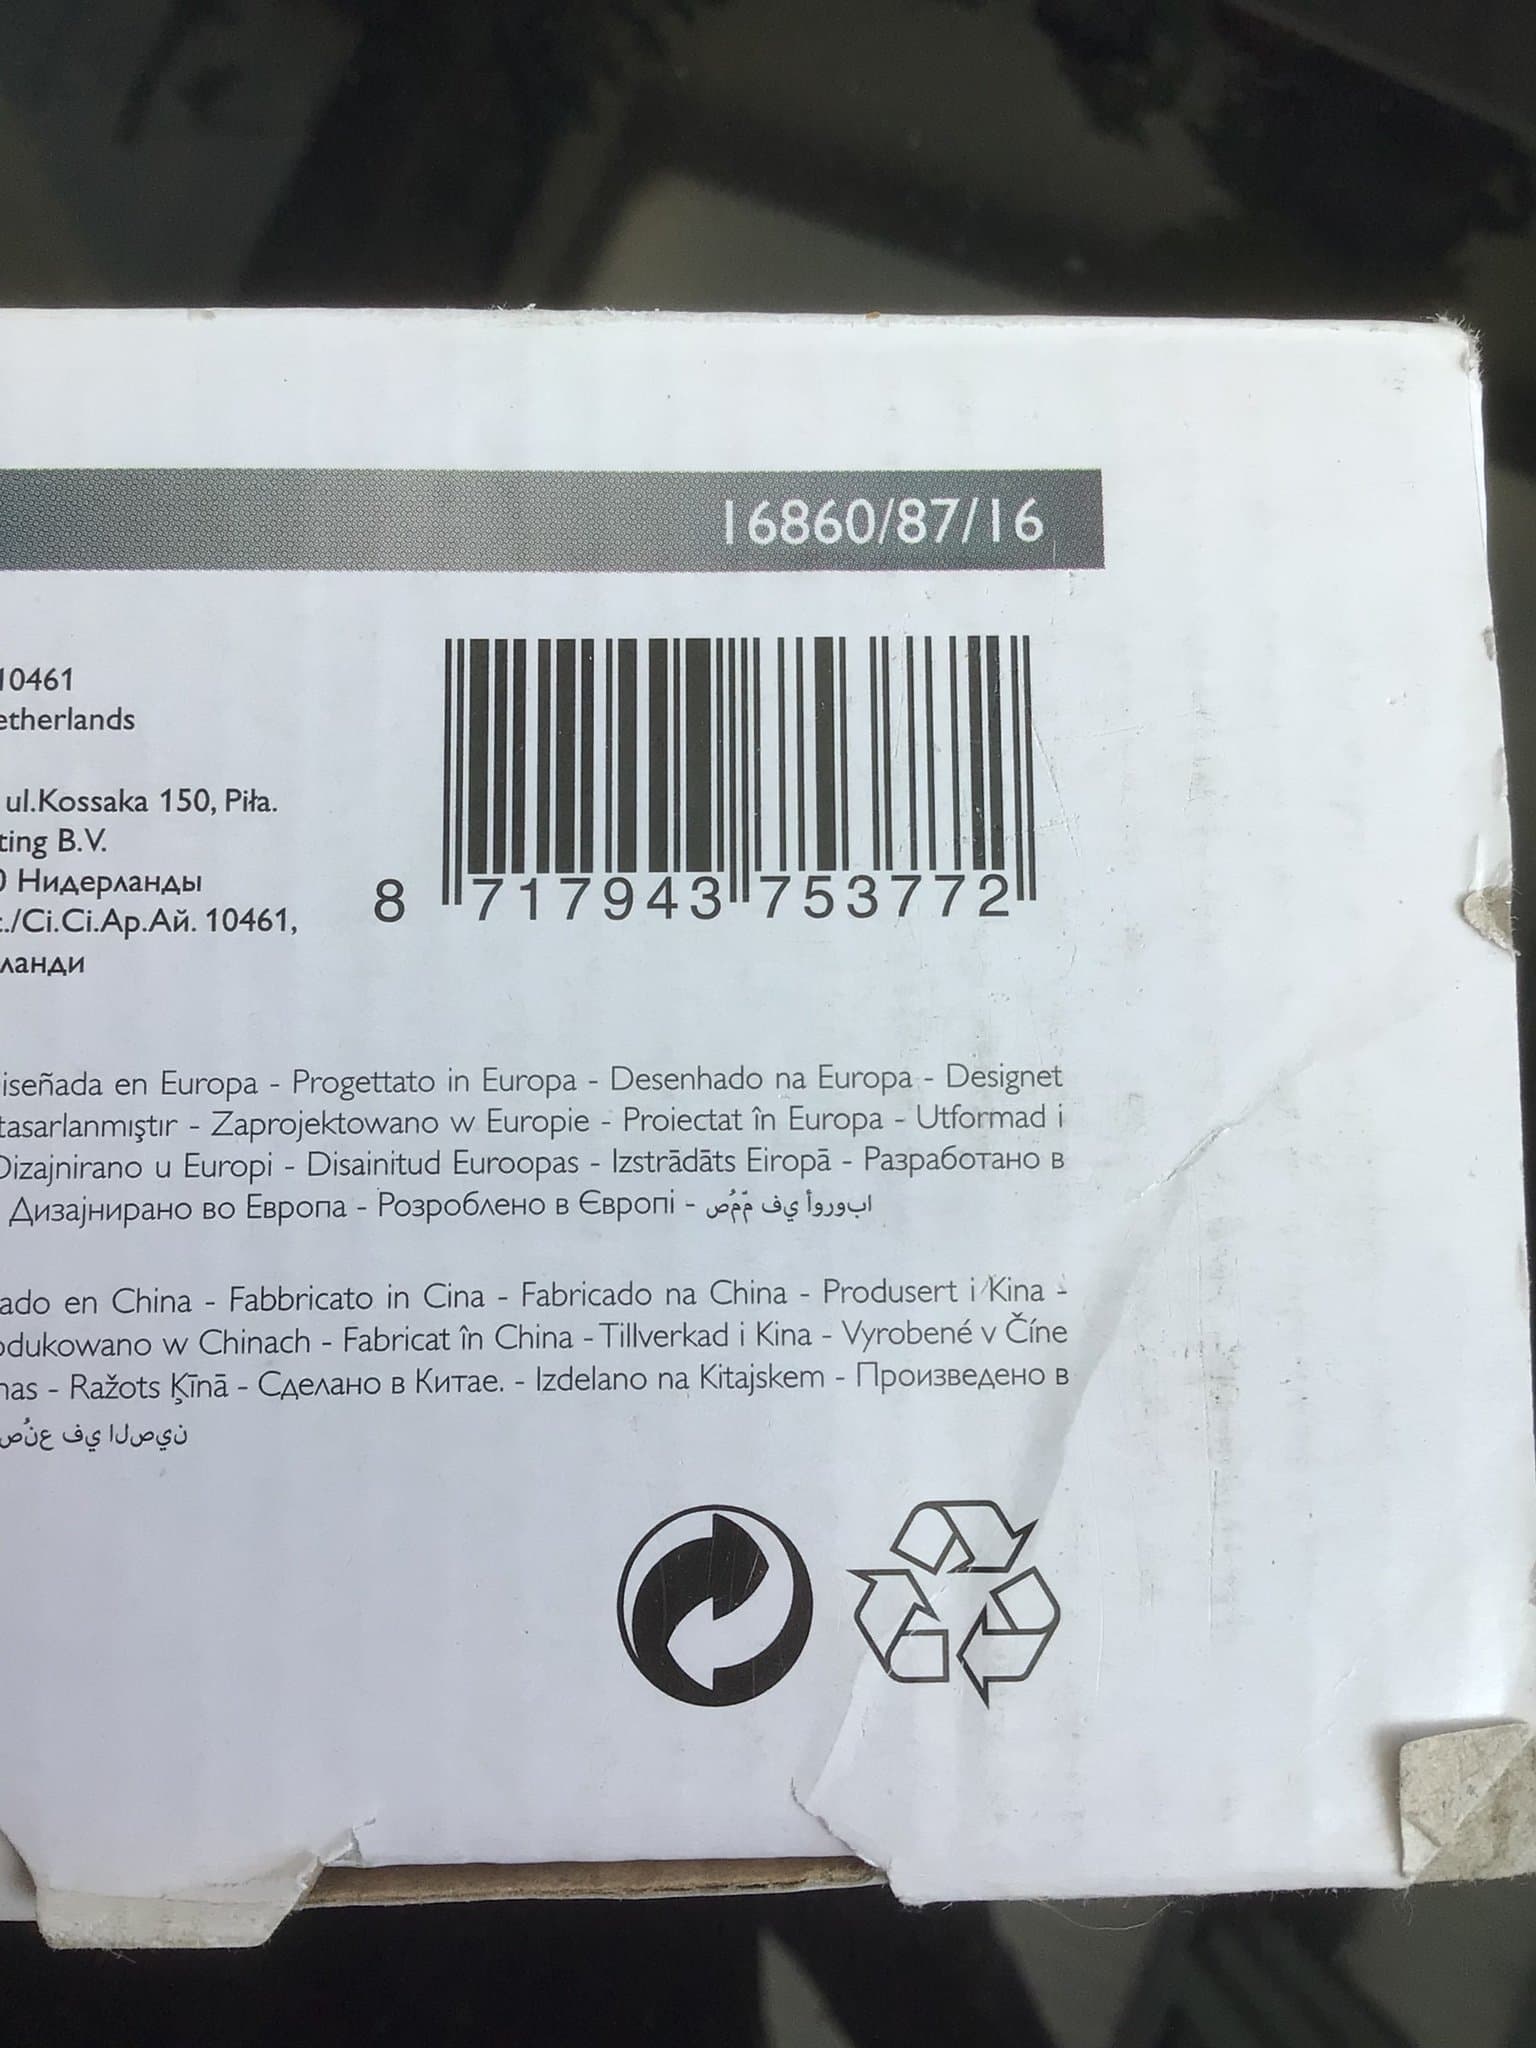 16860/87/16
10461
etherlands
ul.Kossaka 150, Piła.
ting B.V.
0 Нидерланды
:./Ci.Ci.Ар.Ай. 10461,
ланди
8 717943 753772
iseñada en Europa - Progettato in Europa - Desenhado na Europa - Designet
tasarlanmıştır - Zaprojektowano w Europie - Proiectat în Europa - Utformad i
Dizajnirano u Europi - Disainitud Euroopas - Izstrādāts Eiropā - Разработано в
Дизајнирано во Европа - Розроблено в Європі - صُمّم في أوروبا
ado en China - Fabbricato in Cina - Fabricado na China - Produsert i Kina -
odukowano w Chinach - Fabricat în China - Tillverkad i Kina - Vyrobené v Číne
nas - Ražots Ķīnā - Сделано в Китае. - Izdelano na Kitajskem - Произведено в
صُنع في الصين